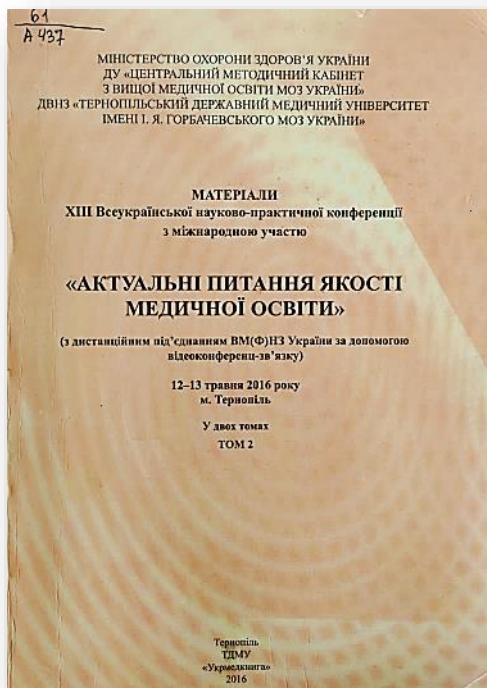 61
А 437
МІНІСТЕРСТВО ОХОРОНИ ЗДОРОВ’Я УКРАЇНИ
ДУ «ЦЕНТРАЛЬНИЙ МЕТОДИЧНИЙ КАБІНЕТ
З ВИЩОЇ МЕДИЧНОЇ ОСВІТИ МОЗ УКРАЇНИ»
ДВНЗ «ТЕРНОПІЛЬСЬКИЙ ДЕРЖАВНИЙ МЕДИЧНИЙ УНІВЕРСИТЕТ
ІМЕНІ І. Я. ГОРБАЧЕВСЬКОГО МОЗ УКРАЇНИ»
МАТЕРІАЛИ
XIII Всеукраїнської науково-практичної конференції
з міжнародною участю
«АКТУАЛЬНІ ПИТАННЯ ЯКОСТІ
МЕДИЧНОЇ ОСВІТИ»
(з дистанційним під’єднанням ВМ(Ф)НЗ України за допомогою
відеоконференц-зв’язку)
12–13 травня 2016 року
м. Тернопіль
У двох томах
ТОМ 2
Тернопіль
ТДМУ
«Укрмедкнига»
2016